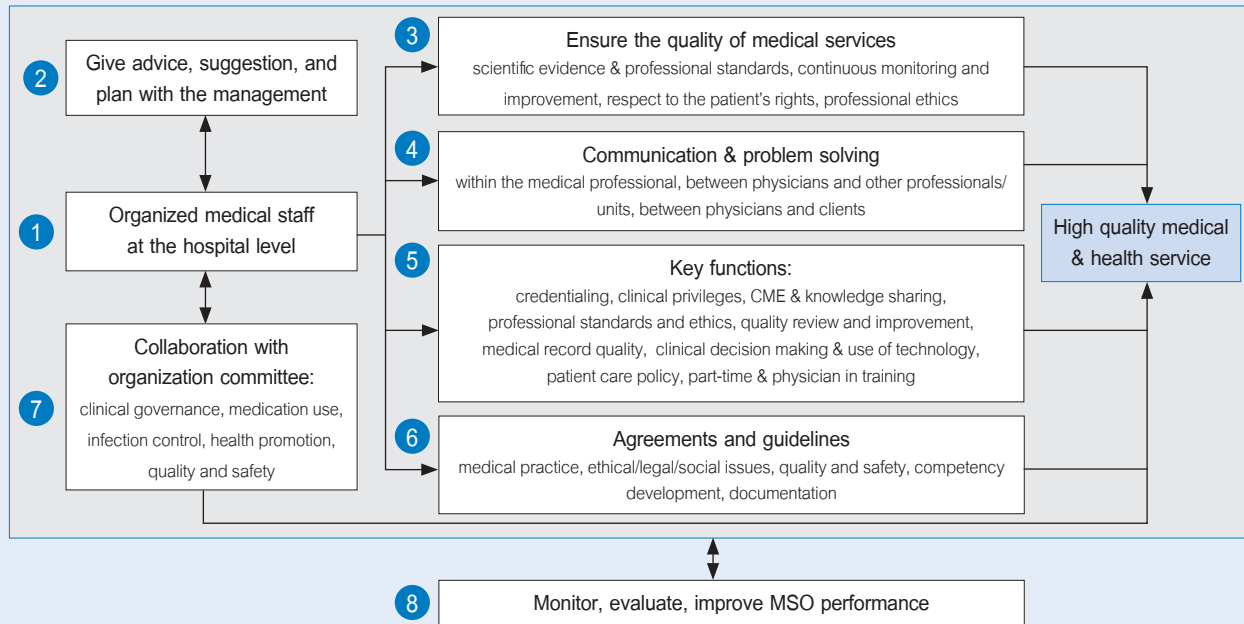 2
Give advice, suggestion, and
plan with the management
1
Organized medical staff
at the hospital level
7
Collaboration with
organization committee:
clinical governance, medication use,
infection control, health promotion,
quality and safety
3
Ensure the quality of medical services
scientific evidence & professional standards, continuous monitoring and
improvement, respect to the patient's rights, professional ethics
4
Communication & problem solving
within the medical professional, between physicians and other professionals/
units, between physicians and clients
5
Key functions:
credentialing, clinical privileges, CME & knowledge sharing,
professional standards and ethics, quality review and improvement,
medical record quality, clinical decision making & use of technology,
patient care policy, part-time & physician in training
6
Agreements and guidelines
medical practice, ethical/legal/social issues, quality and safety, competency
development, documentation
High quality medical
& health service
8
Monitor, evaluate, improve MSO performance